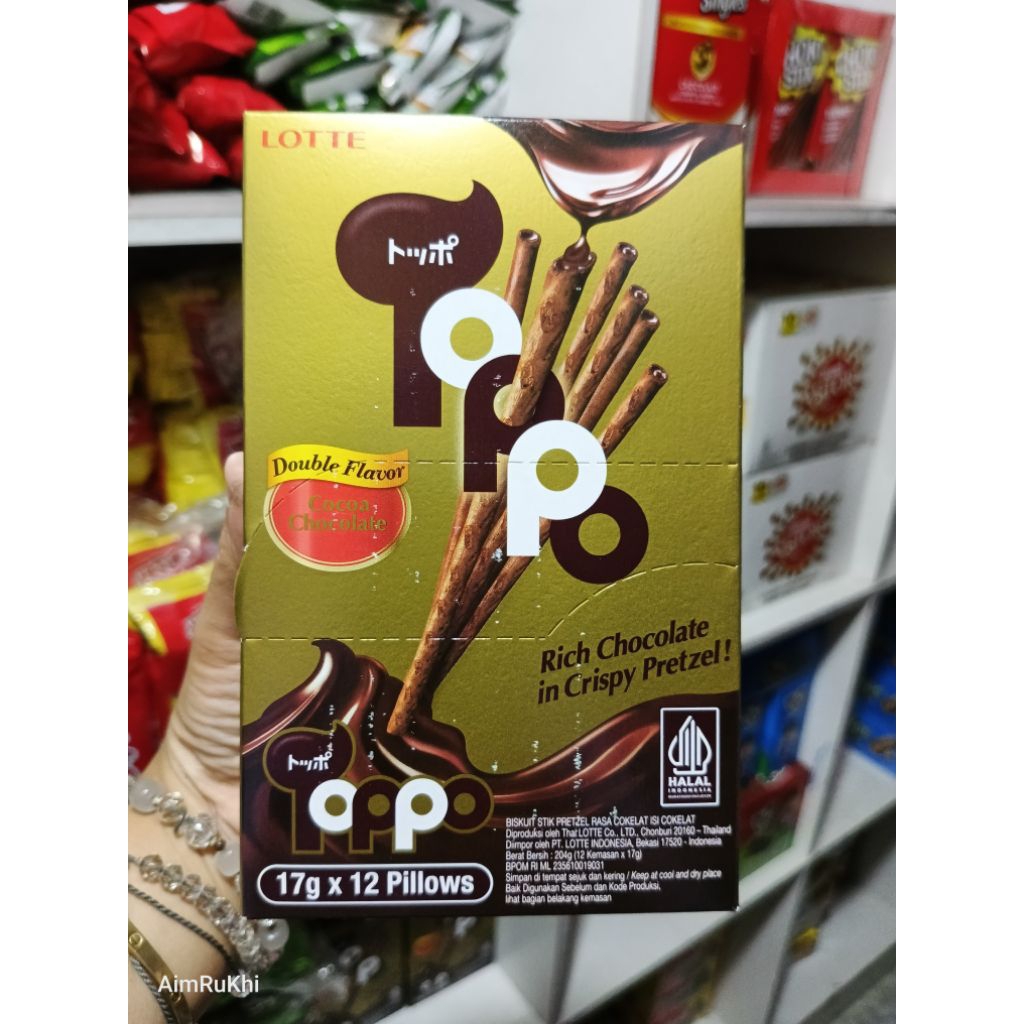 LOTTE
トッポ
Toppo
Double Flavor
Cocoa
Chocolate
Rich Chocolate
in Crispy Pretzel!
HALAL
INDONESIA
トッポ
Toppo
17g x 12 Pillows
BISKUIT STIK PRETZEL RASA COKELAT ISI COKELAT
Diproduksi oleh Thai LOTTE Co., LTD., Chonburi 20160 – Thailand
Diimpor oleh PT. LOTTE INDONESIA, Bekasi 17520 - Indonesia
Berat Bersih : 204g (12 Kemasan x 17g)
BPOM RI ML 235610019031
Simpan di tempat sejuk dan kering / Keep at cool and dry place
Baik Digunakan Sebelum dan Kode Produksi,
lihat bagian belakang kemasan
AimRuKhi